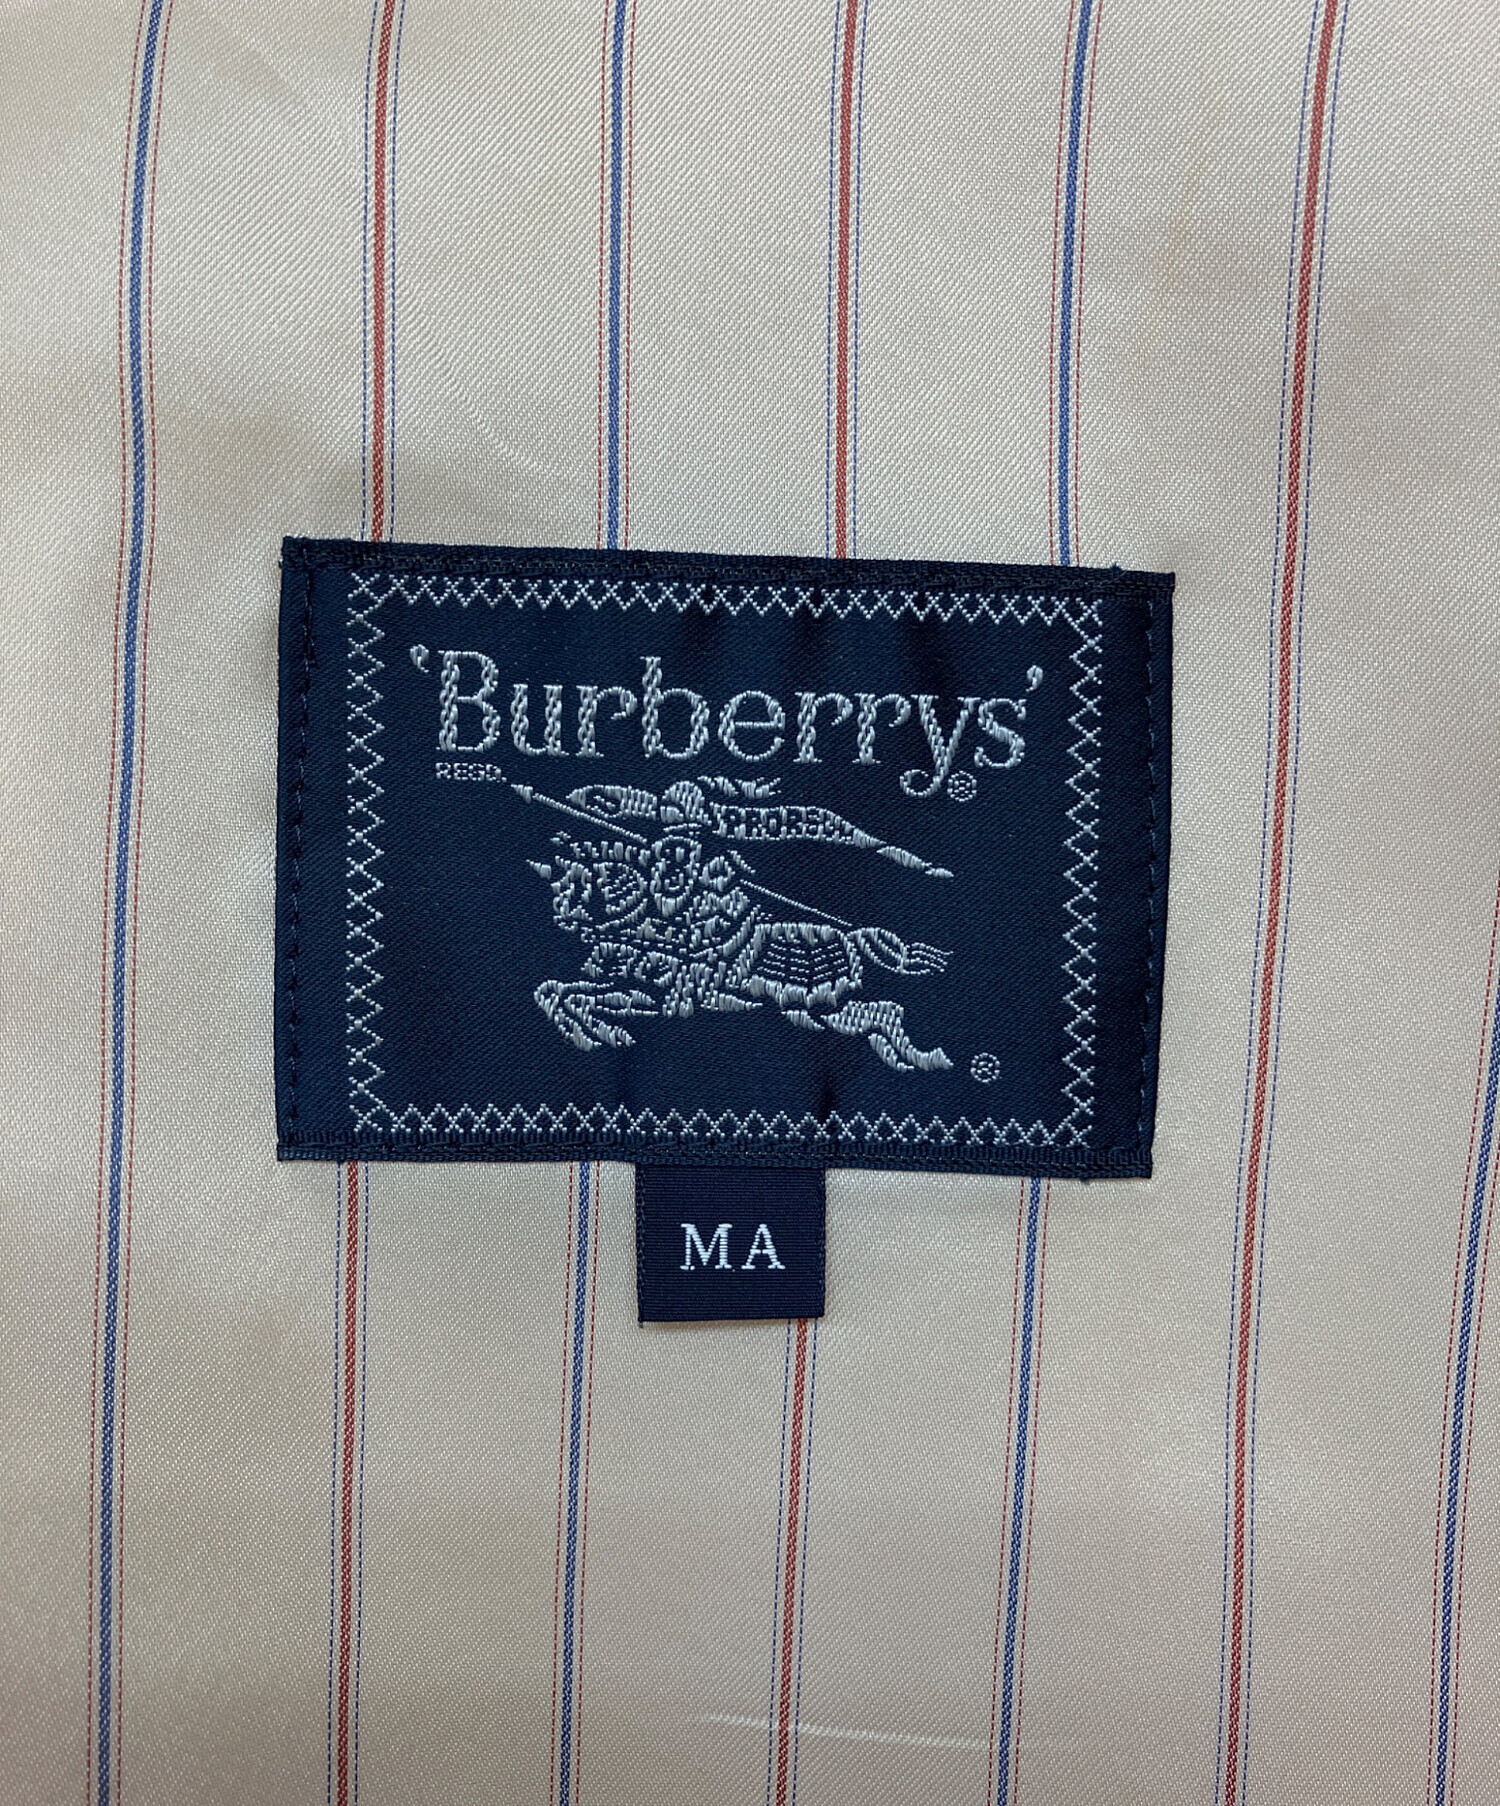 'Burberrys'
REGD. ®
PRORSUM
®
MA